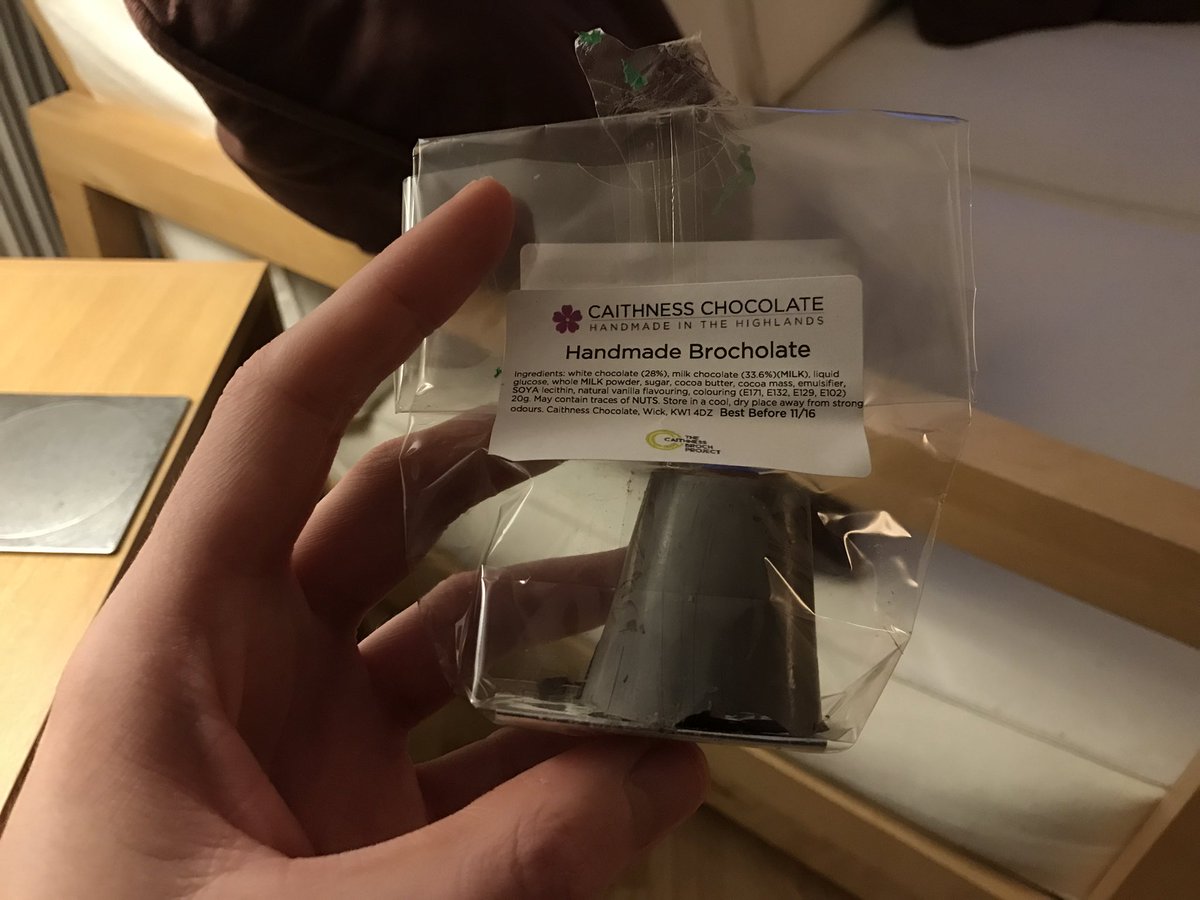 CAITHNESS CHOCOLATE
HANDMADE IN THE HIGHLANDS
Handmade Brocholate
Ingredients: white chocolate (28%), milk chocolate (33.6%)(MILK), liquid
glucose, whole MILK powder, sugar, cocoa butter, cocoa mass, emulsifier,
SOYA lecithin, natural vanilla flavouring, colouring (E171, E132, E129, E102)
20g. May contain traces of NUTS. Store in a cool, dry place away from strong
odours. Caithness Chocolate, Wick, KW1 4DZ Best Before 11/16
THE
CAITHNESS
BROCH
PROJECT